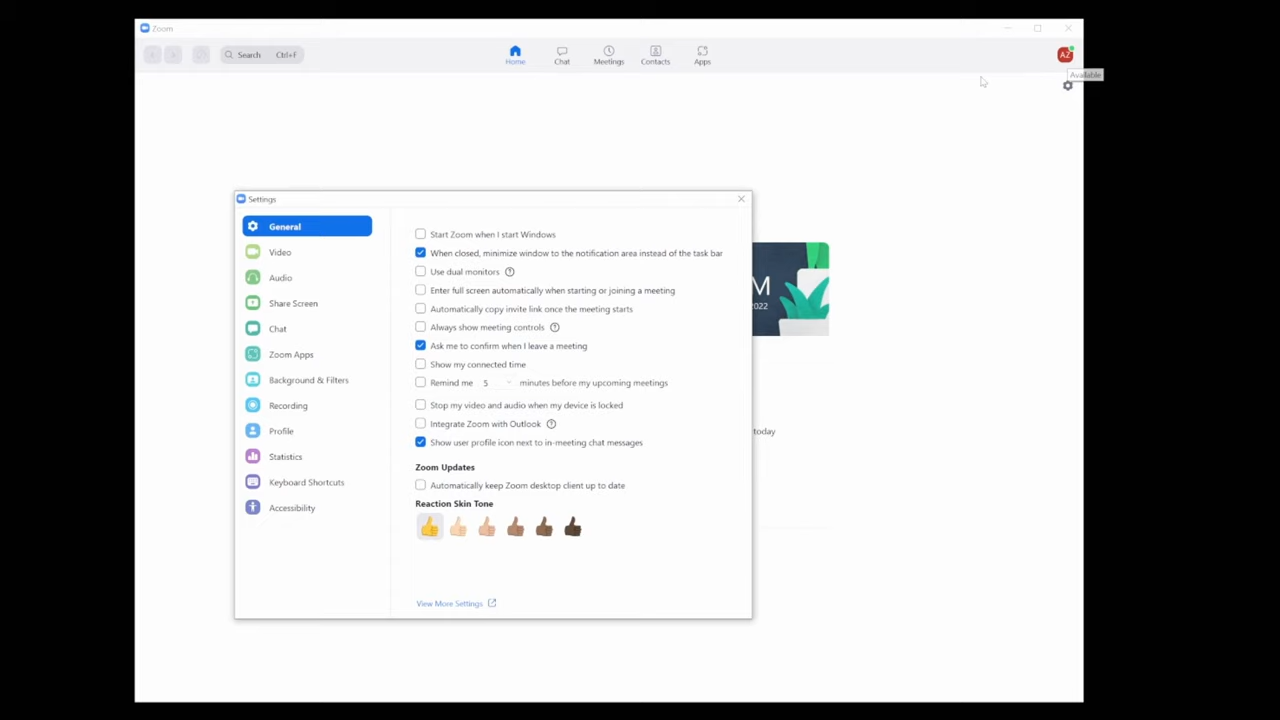 Zoom
Search Ctrl+F
Home
Chat
Meetings
Contacts
Apps
AZ
Available
Settings
General
Video
Audio
Share Screen
Chat
Zoom Apps
Background & Filters
Recording
Profile
Statistics
Keyboard Shortcuts
Accessibility
Start Zoom when I start Windows
When closed, minimize window to the notification area instead of the task bar
Use dual monitors
Enter full screen automatically when starting or joining a meeting
Automatically copy invite link once the meeting starts
Always show meeting controls
Ask me to confirm when I leave a meeting
Show my connected time
Remind me 5 minutes before my upcoming meetings
Stop my video and audio when my device is locked
Integrate Zoom with Outlook
Show user profile icon next to in-meeting chat messages
Zoom Updates
Automatically keep Zoom desktop client up to date
Reaction Skin Tone
View More Settings
M
2022
today